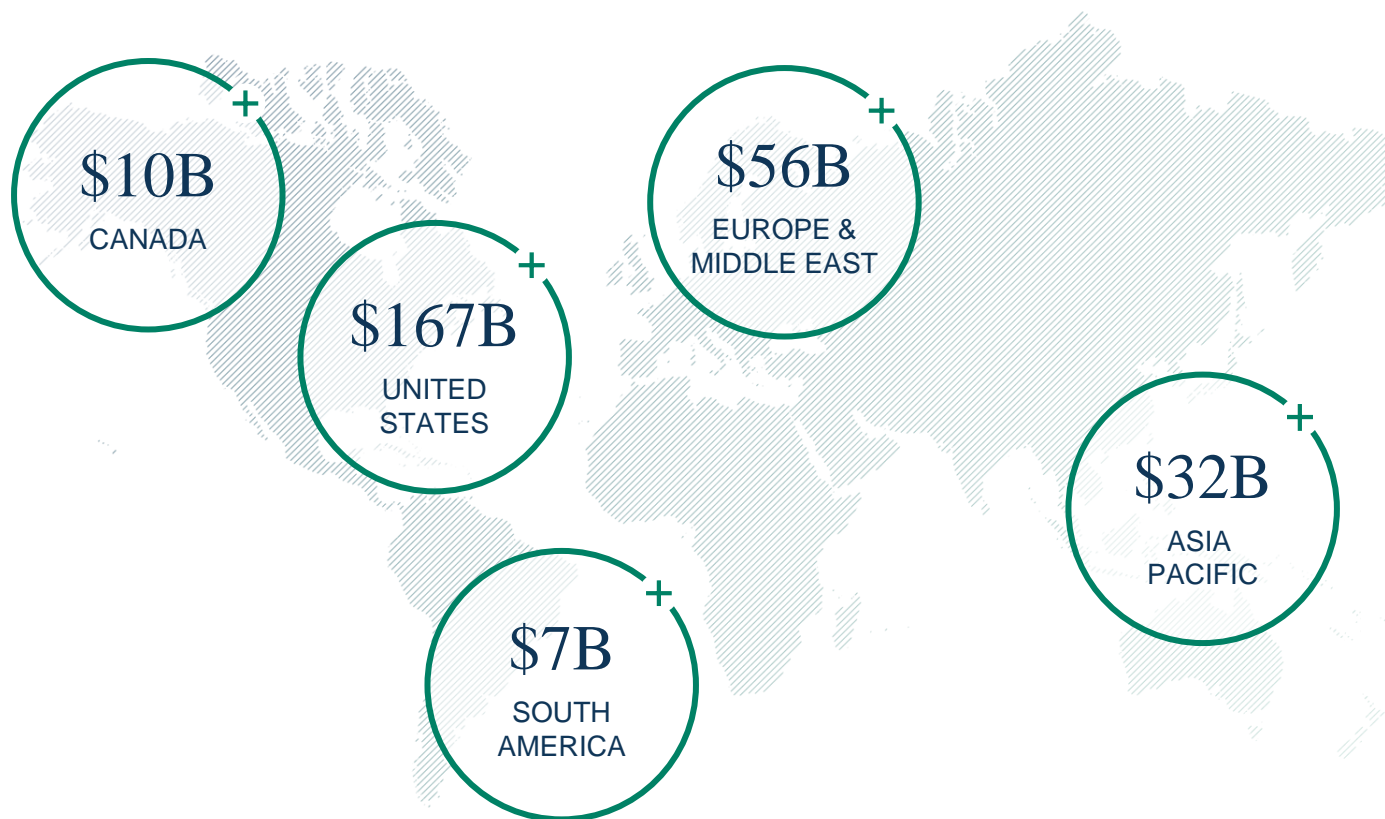 $10B
CANADA
$167B
UNITED
STATES
$56B
EUROPE &
MIDDLE EAST
$7B
SOUTH
AMERICA
$32B
ASIA
PACIFIC